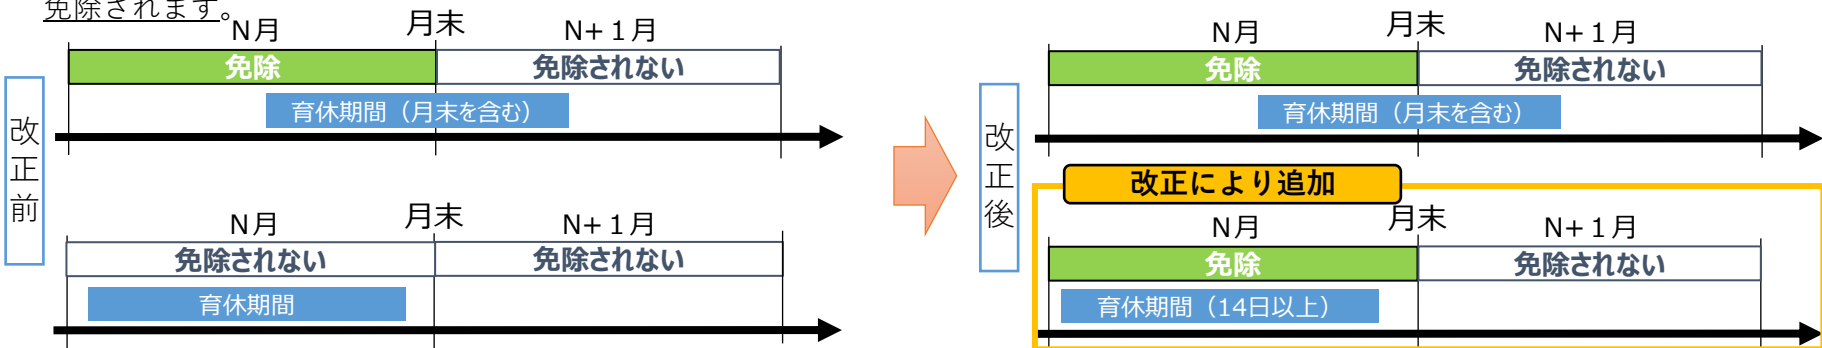 免除されます。
改正前
N月 月末 N+1月
免除 免除されない
育休期間（月末を含む）
N月 月末 N+1月
免除されない 免除されない
育休期間
改正後
N月 月末 N+1月
免除 免除されない
育休期間（月末を含む）
改正により追加
N月 月末 N+1月
免除 免除されない
育休期間（14日以上）